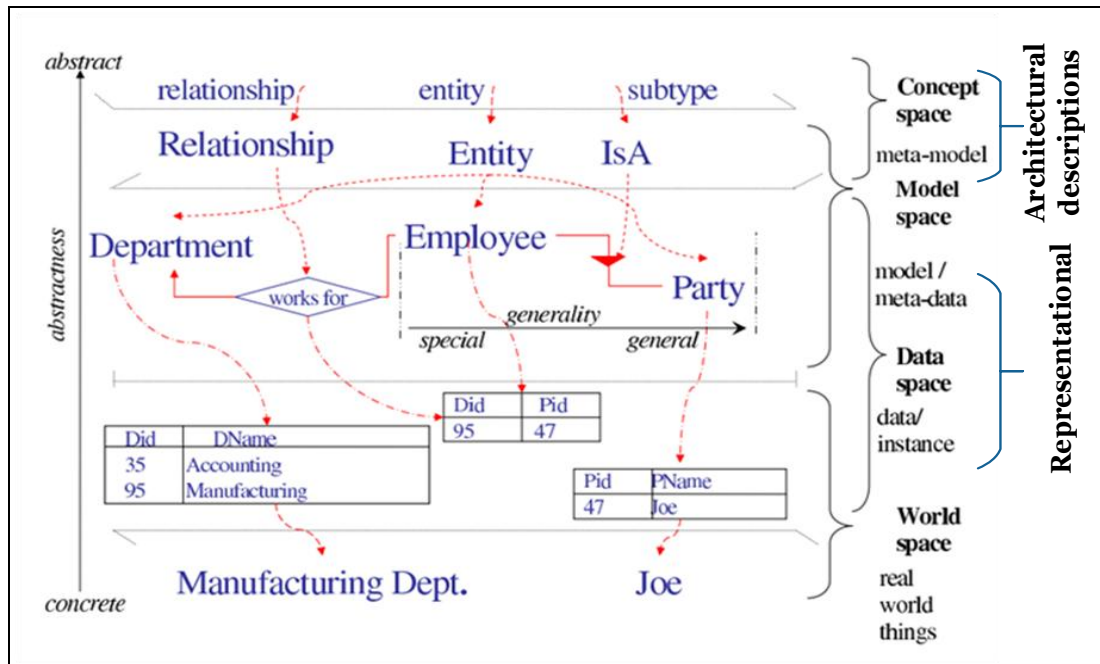 abstract
relationship
entity
subtype
Relationship
Entity
IsA
Department
Employee
works for
Party
generality
special
general
Did Pid
95 47
Did DName
35 Accounting
95 Manufacturing
Pid PName
47 Joe
Manufacturing Dept.
Joe
abstractness
concrete
Concept
space
meta-model
Model
space
model /
meta-data
Data
space
data/
instance
World
space
real
world
things
Architectural
descriptions
Representational